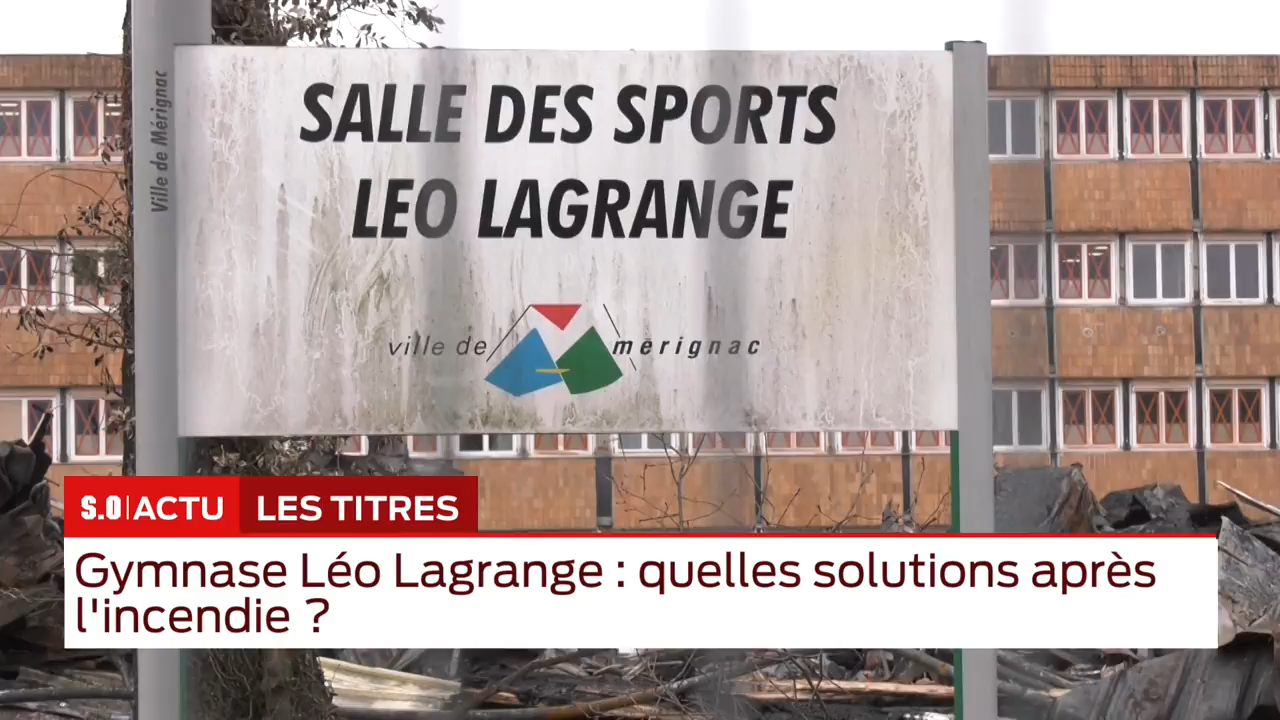 Ville de Mérignac
SALLE DES SPORTS
LEO LAGRANGE
ville de mérignac
S.O ACTU LES TITRES
Gymnase Léo Lagrange : quelles solutions après
l'incendie ?